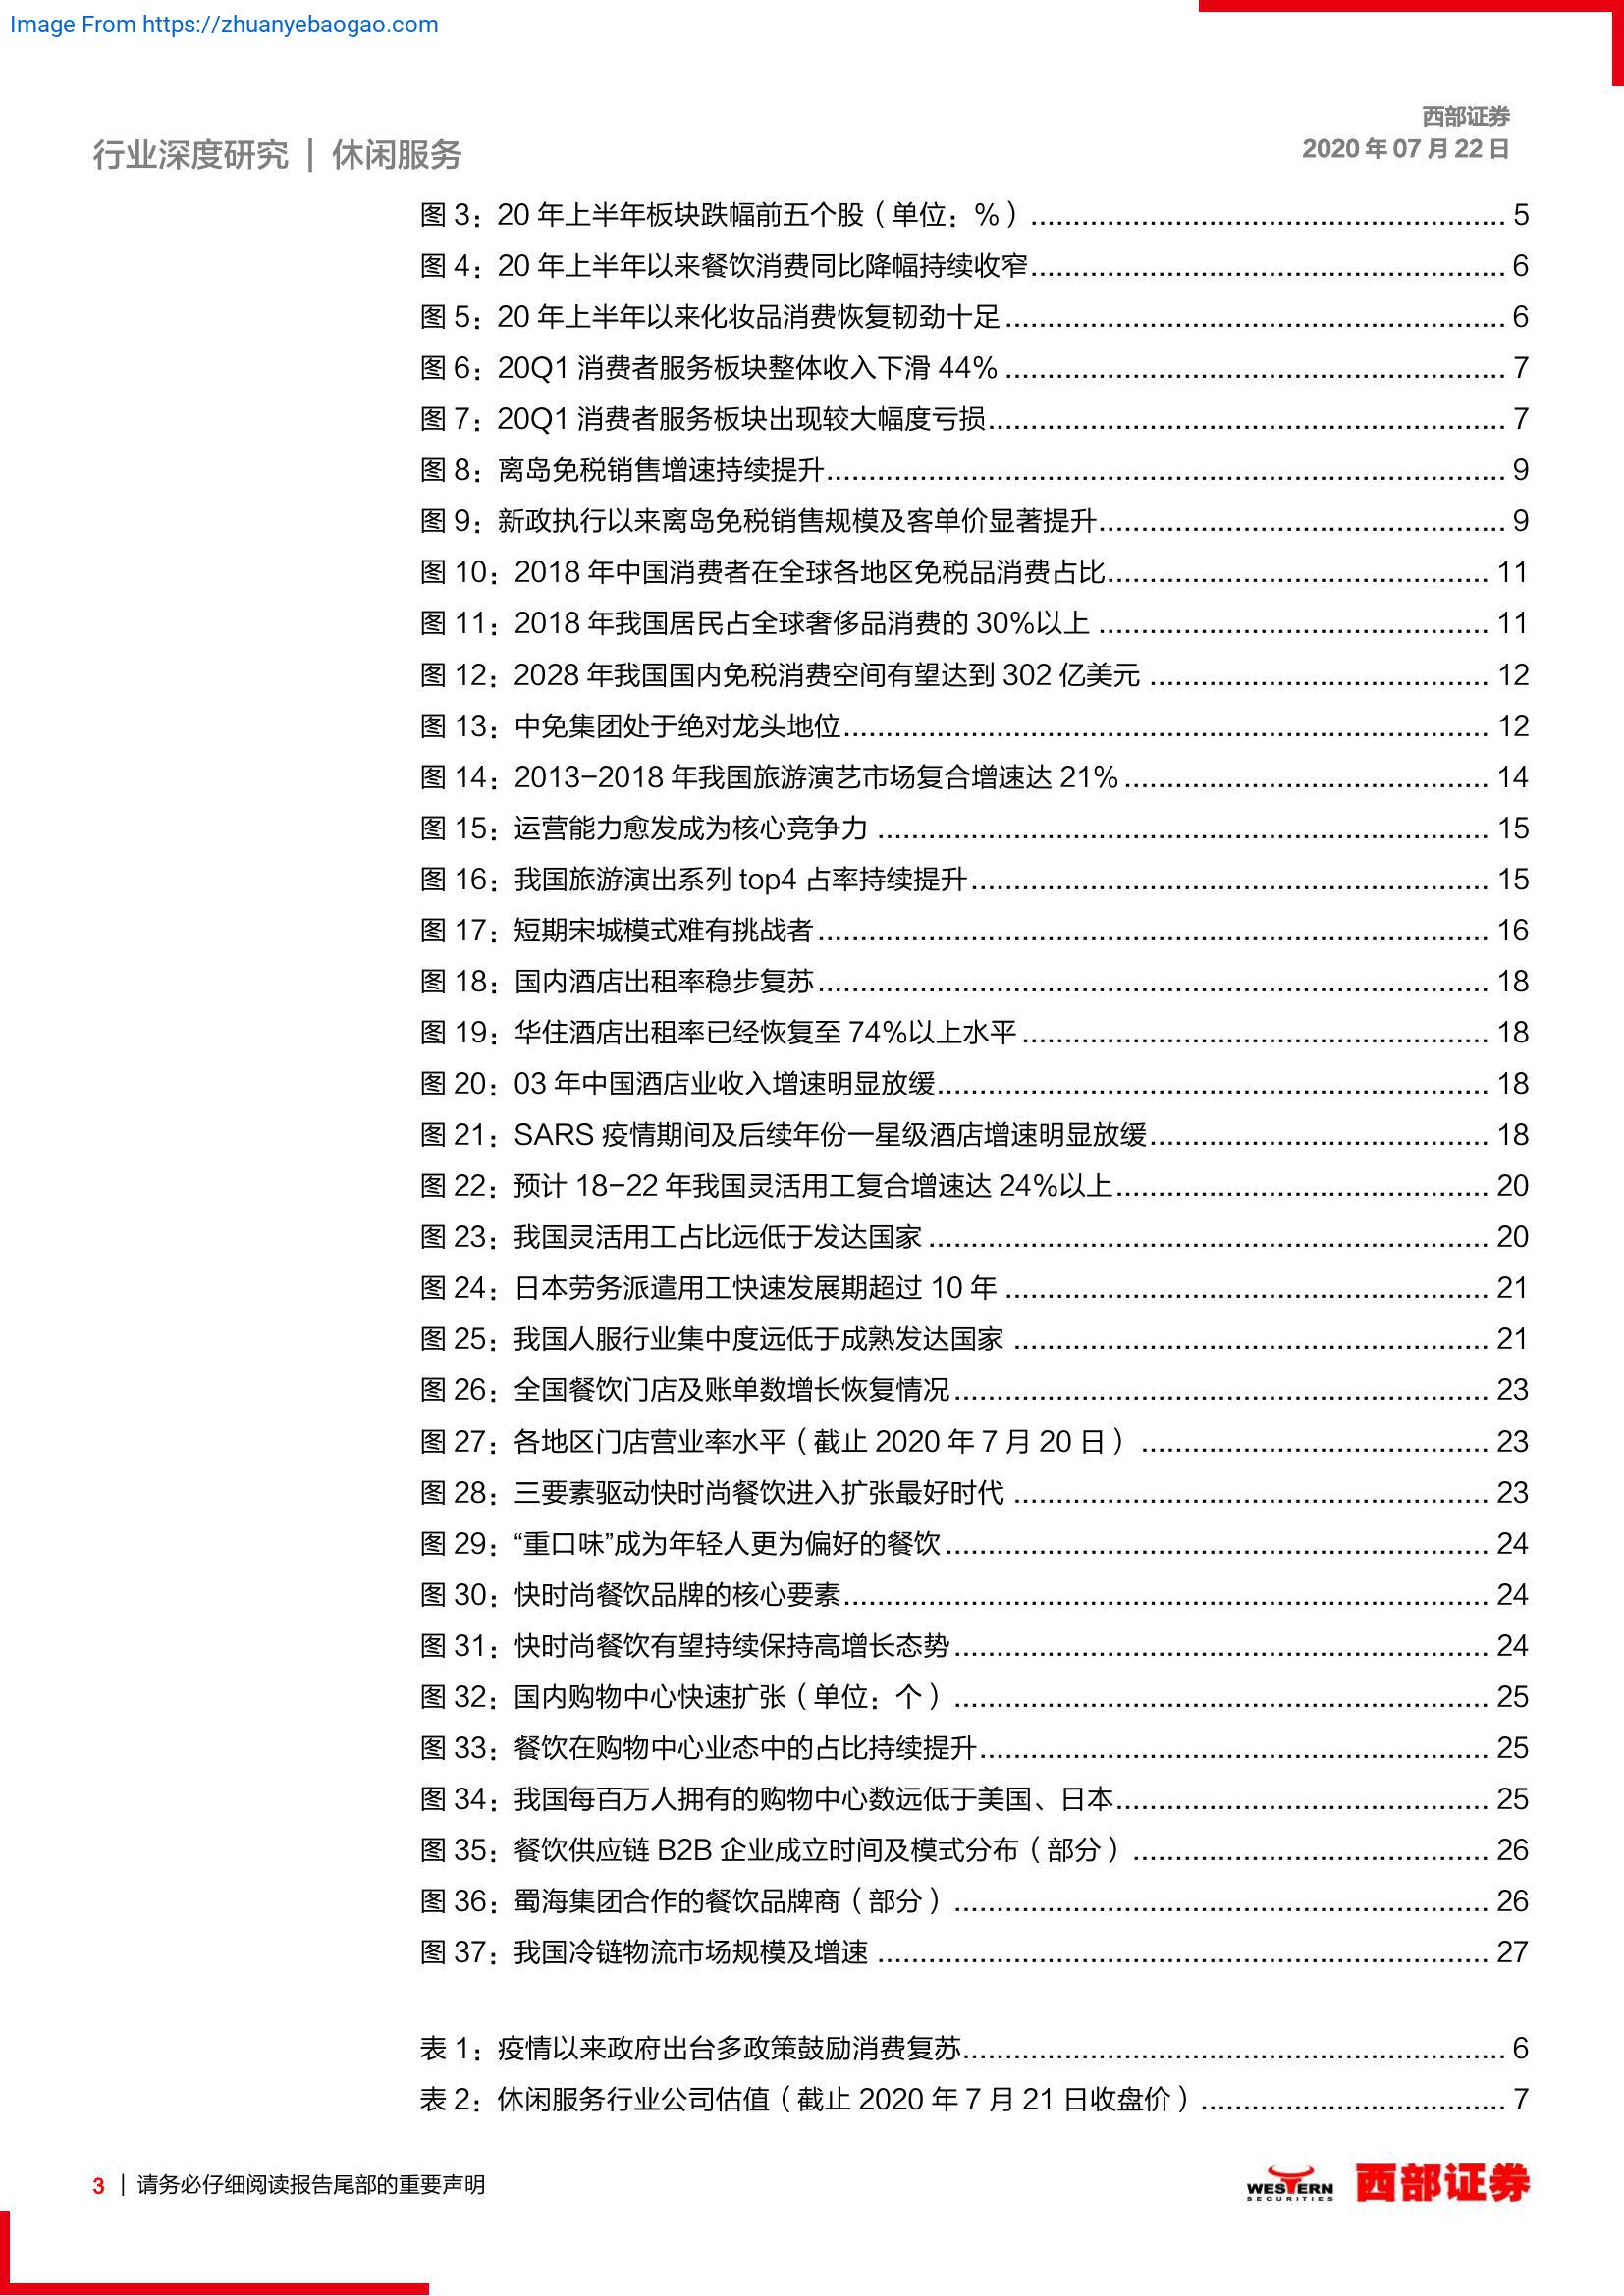 Image From https://zhuanyebaogao.com
西部证券
2020 年 07 月 22 日
行业深度研究 | 休闲服务
图 3：20 年上半年板块跌幅前五个股（单位：%）........................................ 5
图 4：20 年上半年以来餐饮消费同比降幅持续收窄........................................ 6
图 5：20 年上半年以来化妆品消费恢复韧劲十足........................................ 6
图 6：20Q1 消费者服务板块整体收入下滑 44%........................................ 7
图 7：20Q1 消费者服务板块出现较大幅度亏损........................................ 7
图 8：离岛免税销售增速持续提升........................................ 9
图 9：新政执行以来离岛免税销售规模及客单价显著提升........................................ 9
图 10：2018 年中国消费者在全球各地区免税品消费占比........................................ 11
图 11：2018 年我国居民占全球奢侈品消费的 30%以上........................................ 11
图 12：2028 年我国国内免税消费空间有望达到 302 亿美元........................................ 12
图 13：中免集团处于绝对龙头地位........................................ 12
图 14：2013-2018 年我国旅游演艺市场复合增速达 21%........................................ 14
图 15：运营能力愈发成为核心竞争力........................................ 15
图 16：我国旅游演出系列 top4 占率持续提升........................................ 15
图 17：短期宋城模式难有挑战者........................................ 16
图 18：国内酒店出租率稳步复苏........................................ 18
图 19：华住酒店出租率已经恢复至 74%以上水平........................................ 18
图 20：03 年中国酒店业收入增速明显放缓........................................ 18
图 21：SARS 疫情期间及后续年份一星级酒店增速明显放缓........................................ 18
图 22：预计 18-22 年我国灵活用工复合增速达 24%以上........................................ 20
图 23：我国灵活用工占比远低于发达国家........................................ 20
图 24：日本劳务派遣用工快速发展期超过 10 年........................................ 21
图 25：我国人服行业集中度远低于成熟发达国家........................................ 21
图 26：全国餐饮门店及账单数增长恢复情况........................................ 23
图 27：各地区门店营业率水平（截止 2020 年 7 月 20 日）........................................ 23
图 28：三要素驱动快时尚餐饮进入扩张最好时代........................................ 23
图 29：“重口味”成为年轻人更为偏好的餐饮........................................ 24
图 30：快时尚餐饮品牌的核心要素........................................ 24
图 31：快时尚餐饮有望持续保持高增长态势........................................ 24
图 32：国内购物中心快速扩张（单位：个）........................................ 25
图 33：餐饮在购物中心业态中的占比持续提升........................................ 25
图 34：我国每百万人拥有的购物中心数远低于美国、日本........................................ 25
图 35：餐饮供应链 B2B 企业成立时间及模式分布（部分）........................................ 26
图 36：蜀海集团合作的餐饮品牌商（部分）........................................ 26
图 37：我国冷链物流市场规模及增速........................................ 27
表 1：疫情以来政府出台多政策鼓励消费复苏........................................ 6
表 2：休闲服务行业公司估值（截止 2020 年 7 月 21 日收盘价）........................................ 7
3 | 请务必仔细阅读报告尾部的重要声明
WESTERN
SECURITIES
西部证券